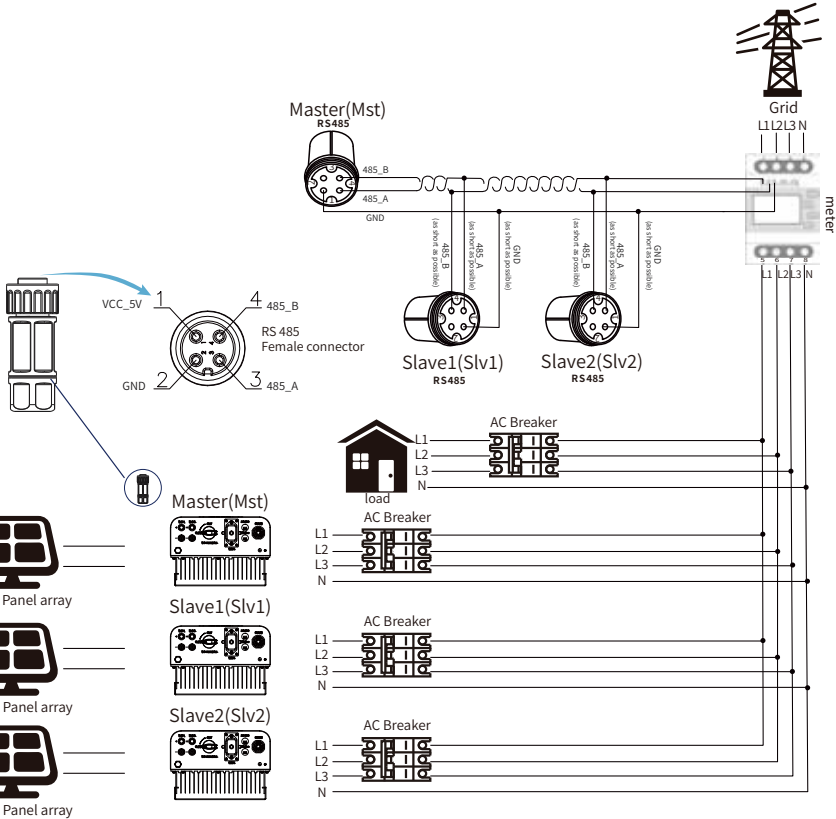 Grid
L1 L2 L3 N
Master(Mst)
RS485
485_B
485_A
GND
meter
485_B
(as short as possible)
485_A
(as short as possible)
GND
(as short as possible)
485_B
(as short as possible)
485_A
(as short as possible)
GND
(as short as possible)
5 6 7 8
L1 L2 L3 N
VCC_5V 1
4 485_B
RS 485
Female connector
GND 2
3 485_A
Slave1(Slv1)
RS485
Slave2(Slv2)
RS485
AC Breaker
L1
L2
L3
N
load
Master(Mst)
AC Breaker
L1
L2
L3
N
Panel array
Slave1(Slv1)
AC Breaker
L1
L2
L3
N
Panel array
Slave2(Slv2)
AC Breaker
L1
L2
L3
N
Panel array